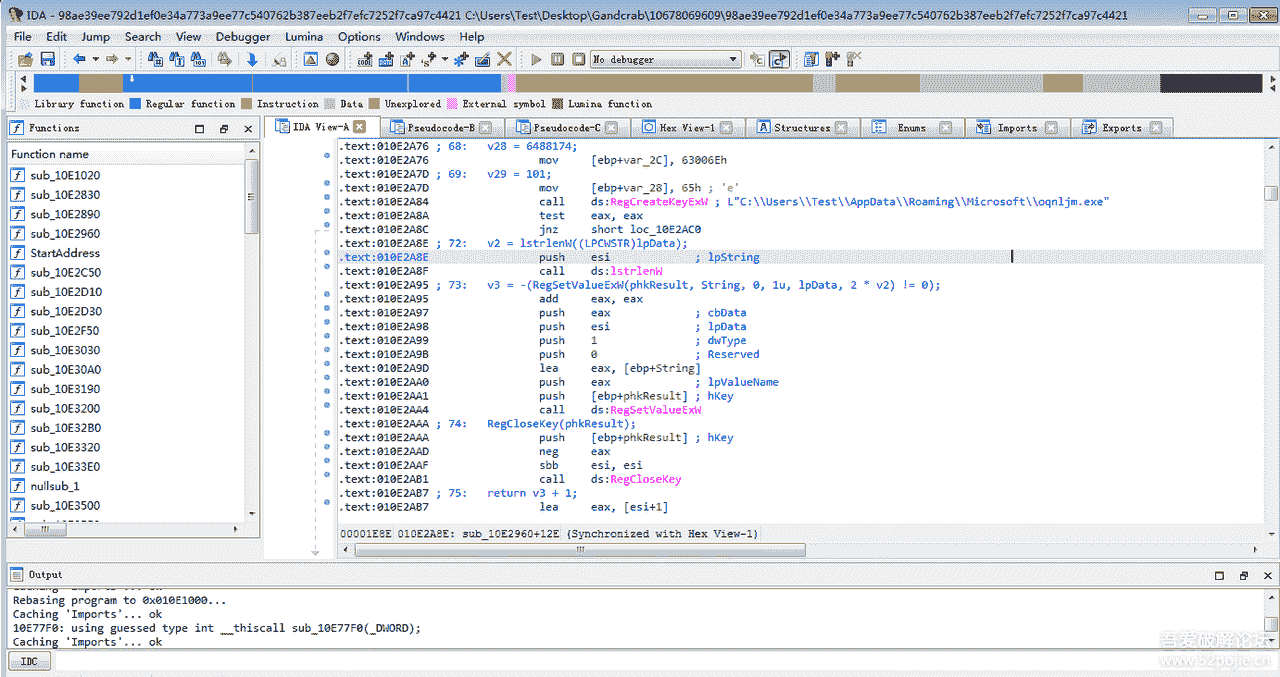 IDA - 98ae39ee792d1ef0e34a773a9ee77c540762b387eeb2f7efc7252f7ca97c4421 C:\Users\Test\Desktop\Gandcrab\10678069609\98ae39ee792d1ef0e34a773a9ee77c540762b387eeb2f7efc7252f7ca97c4421
File Edit Jump Search View Debugger Lumina Options Windows Help
No debugger
Library function Regular function Instruction Data Unexplored External symbol Lumina function
Functions
IDA View-A Pseudocode-B Pseudocode-C Hex View-1 Structures Enums Imports Exports
Function name
sub_10E1020
sub_10E2830
sub_10E2890
sub_10E2960
StartAddress
sub_10E2C50
sub_10E2D10
sub_10E2D30
sub_10E2F50
sub_10E3030
sub_10E30A0
sub_10E3190
sub_10E3200
sub_10E32B0
sub_10E3320
sub_10E33E0
nullsub_1
sub_10E3500
.text:010E2A76 ; 68: v28 = 6488174;
.text:010E2A76 mov [ebp+var_2C], 63006Eh
.text:010E2A7D ; 69: v29 = 101;
.text:010E2A7D mov [ebp+var_28], 65h ; 'e'
.text:010E2A84 call ds:RegCreateKeyExW ; L"C:\\Users\\Test\\AppData\\Roaming\\Microsoft\\oqnljm.exe"
.text:010E2A8A test eax, eax
.text:010E2A8C jnz short loc_10E2AC0
.text:010E2A8E ; 72: v2 = lstrlenW((LPCWSTR)lpData);
.text:010E2A8E push esi ; lpString
.text:010E2A8F call ds:lstrlenW
.text:010E2A95 ; 73: v3 = -(RegSetValueExW(phkResult, String, 0, 1u, lpData, 2 * v2) != 0);
.text:010E2A95 add eax, eax
.text:010E2A97 push eax ; cbData
.text:010E2A98 push esi ; lpData
.text:010E2A99 push 1 ; dwType
.text:010E2A9B push 0 ; Reserved
.text:010E2A9D lea eax, [ebp+String]
.text:010E2AA0 push eax ; lpValueName
.text:010E2AA1 push [ebp+phkResult] ; hKey
.text:010E2AA4 call ds:RegSetValueExW
.text:010E2AAA ; 74: RegCloseKey(phkResult);
.text:010E2AAA push [ebp+phkResult] ; hKey
.text:010E2AAD neg eax
.text:010E2AAF sbb esi, esi
.text:010E2AB1 call ds:RegCloseKey
.text:010E2AB7 ; 75: return v3 + 1;
.text:010E2AB7 lea eax, [esi+1]
00001E8E 010E2A8E: sub_10E2960+12E (Synchronized with Hex View-1)
Output
Caching 'Imports'... ok
Rebasing program to 0x010E1000...
Caching 'Imports'... ok
10E77F0: using guessed type int __thiscall sub_10E77F0(_DWORD);
Caching 'Imports'... ok
IDC
吾爱破解论坛
www.52pojie.cn